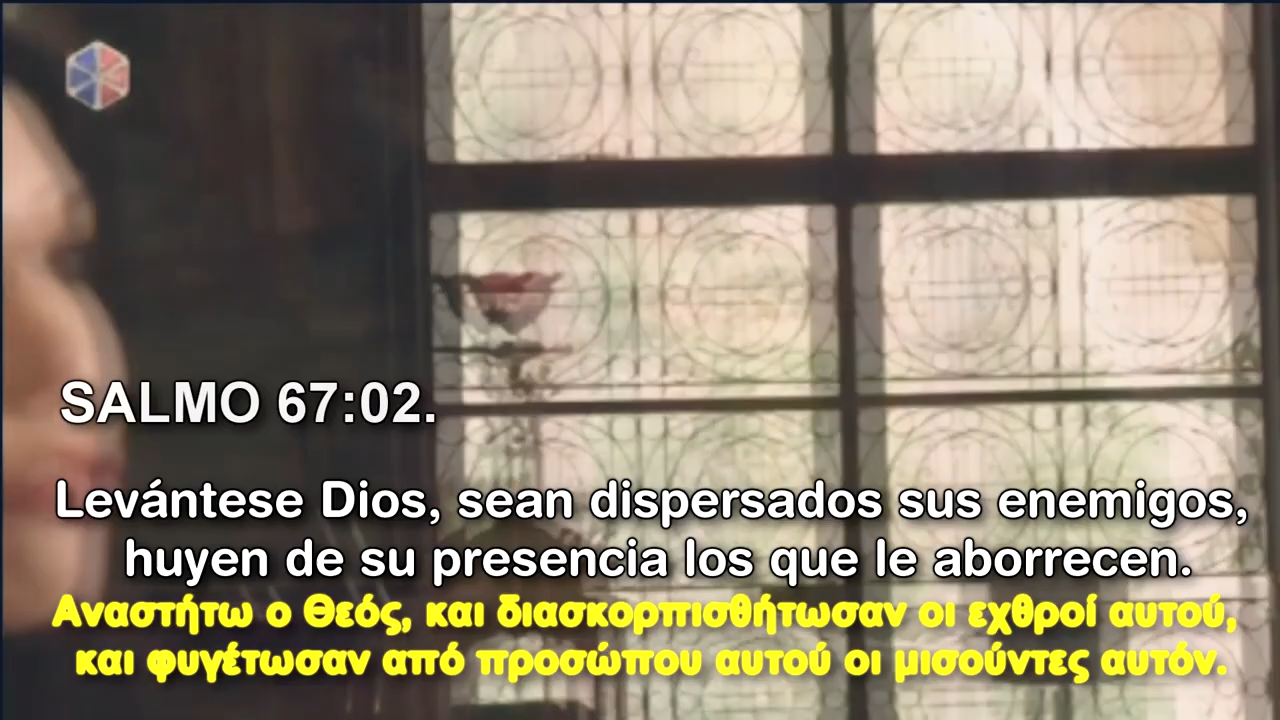 SALMO 67:02.
Levántese Dios, sean dispersados sus enemigos,
huyen de su presencia los que le aborrecen.
Αναστήτω ο Θεός, και διασκορπισθήτωσαν οι εχθροί αυτού,
και φυγέτωσαν από προσώπου αυτού οι μισούντες αυτόν.